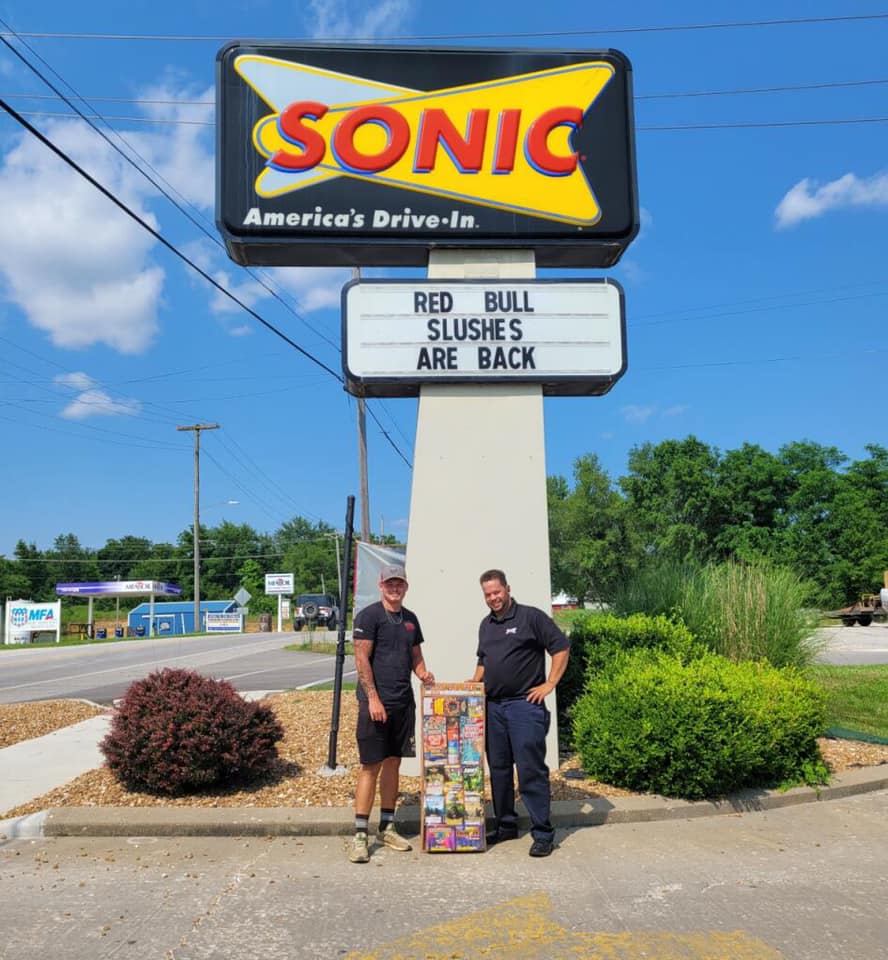 SONIC
America's Drive-In.
RED BULL
SLUSHES
ARE BACK
MFA